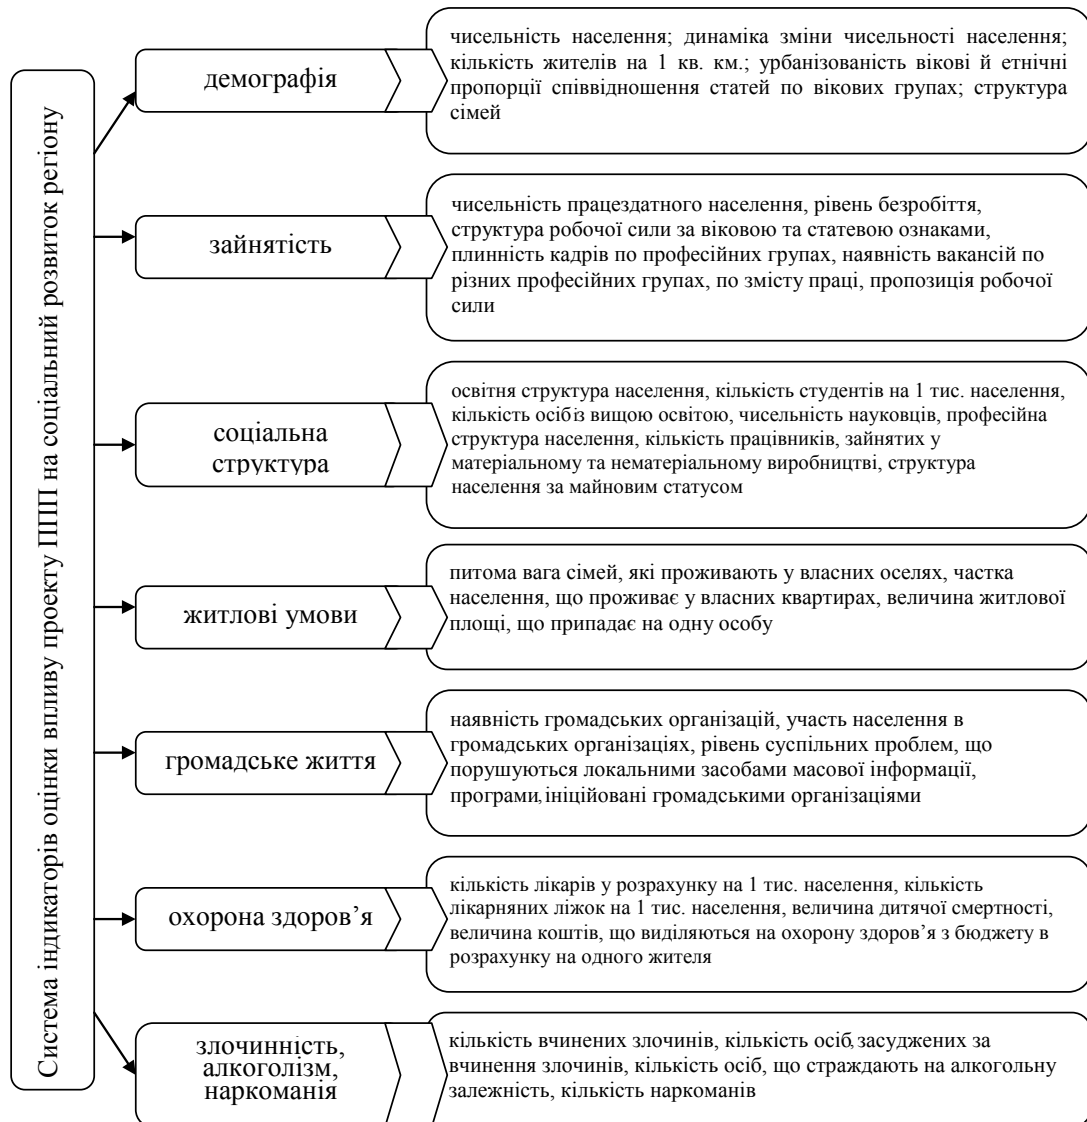 Система індикаторів оцінки впливу проекту ППП на соціальний розвиток регіону
демографія
чисельність населення; динаміка зміни чисельності населення;
кількість жителів на 1 кв. км.; урбанізованість вікові й етнічні
пропорції співвідношення статей по вікових групах; структура
сімей
зайнятість
чисельність працездатного населення, рівень безробіття,
структура робочої сили за віковою та статевою ознаками,
плинність кадрів по професійних групах, наявність вакансій по
різних професійних групах, по змісту праці, пропозиція робочої
сили
соціальна
структура
освітня структура населення, кількість студентів на 1 тис. населення,
кількість осіб із вищою освітою, чисельність науковців, професійна
структура населення, кількість працівників, зайнятих у
матеріальному та нематеріальному виробництві, структура
населення за майновим статусом
житлові умови
питома вага сімей, які проживають у власних оселях, частка
населення, що проживає у власних квартирах, величина житлової
площі, що припадає на одну особу
громадське життя
наявність громадських організацій, участь населення в
громадських організаціях, рівень суспільних проблем, що
порушуються локальними засобами масової інформації,
програми, ініційовані громадськими організаціями
охорона здоров’я
кількість лікарів у розрахунку на 1 тис. населення, кількість
лікарняних ліжок на 1 тис. населення, величина дитячої смертності,
величина коштів, що виділяються на охорону здоров’я з бюджету в
розрахунку на одного жителя
злочинність,
алкоголізм,
наркоманія
кількість вчинених злочинів, кількість осіб, засуджених за
вчинення злочинів, кількість осіб, що страждають на алкогольну
залежність, кількість наркоманів